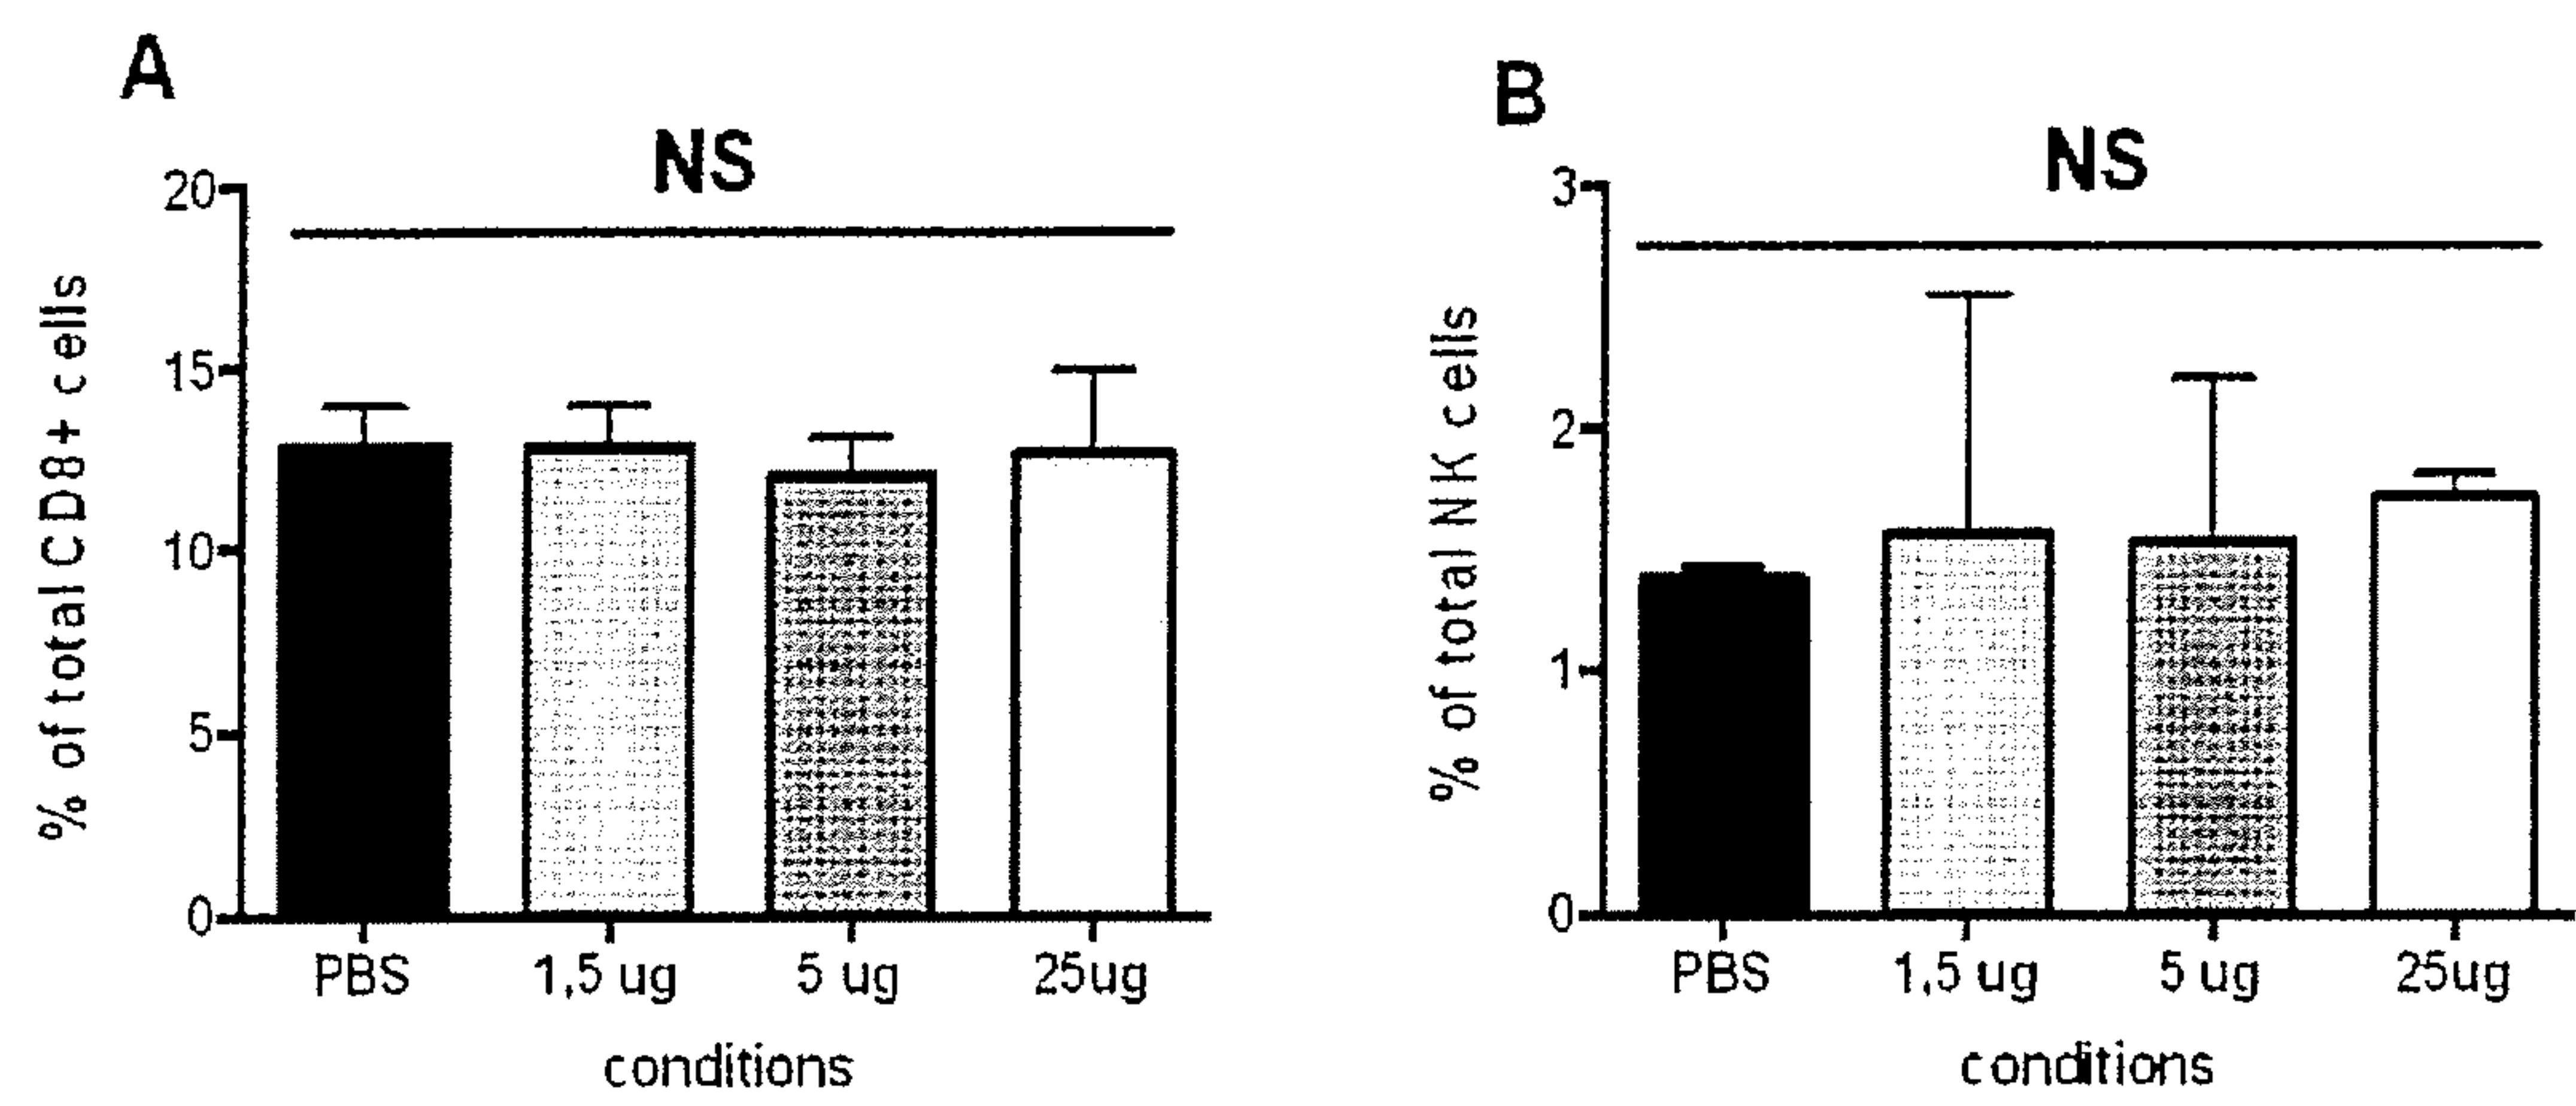 A
NS
% of total CD8+ cells
20
15
10
5
0
PBS 1,5 ug 5 ug 25ug
conditions
B
NS
% of total NK cells
3
2
1
0
PBS 1,5 ug 5 ug 25ug
conditions